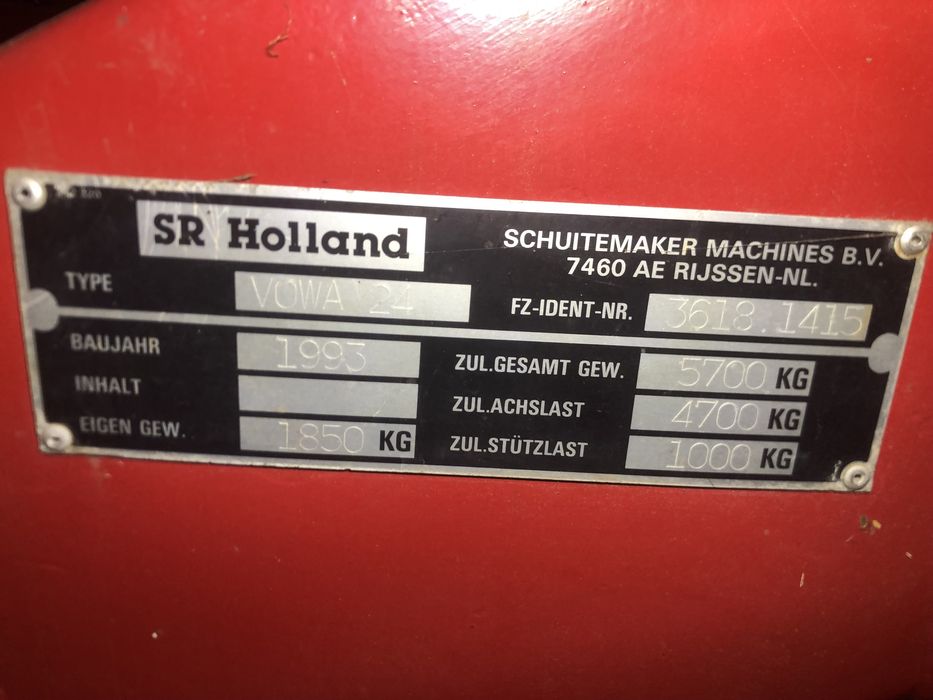 SR Holland
SCHUITEMAKER MACHINES B.V.
7460 AE RIJSSEN-NL.
TYPE VOWA 24
FZ-IDENT-NR. 3618.1415
BAUJAHR 1993
INHALT
EIGEN GEW. 1850 KG
ZUL.GESAMT GEW. 5700 KG
ZUL.ACHSLAST 4700 KG
ZUL.STÜTZLAST 1000 KG